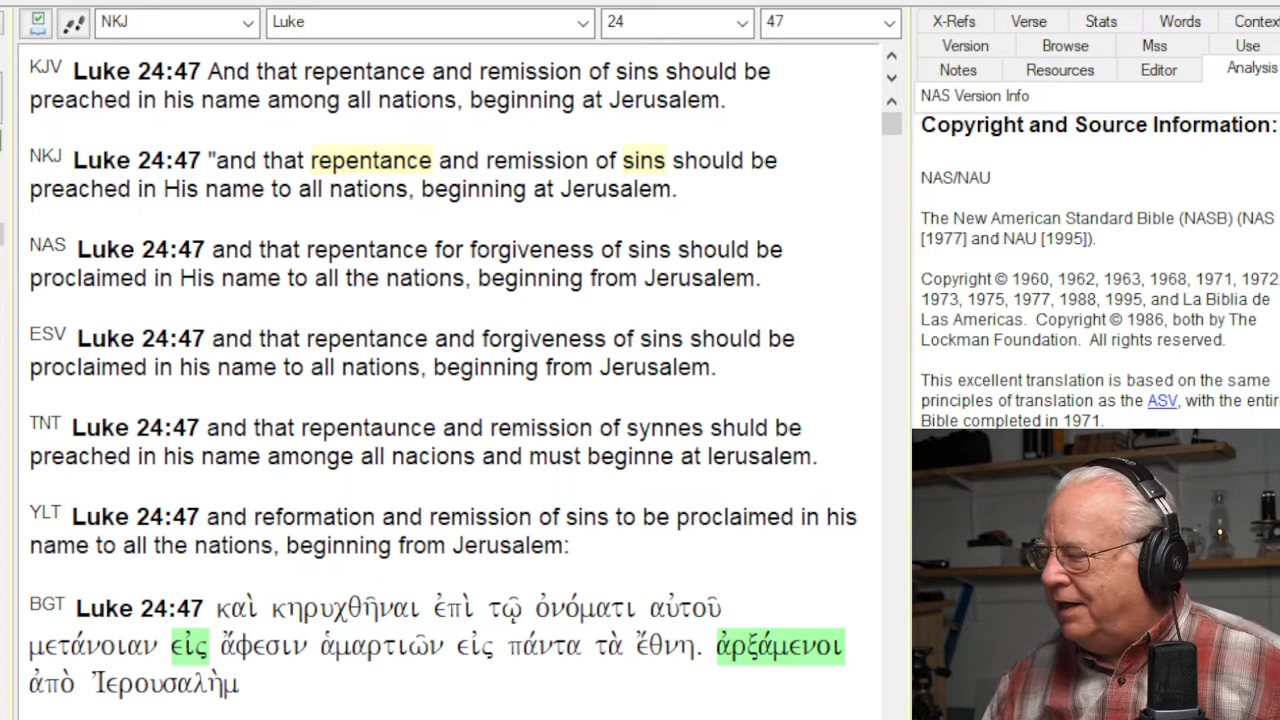 NKJ Luke 24 47
KJV Luke 24:47 And that repentance and remission of sins should be
preached in his name among all nations, beginning at Jerusalem.
NKJ Luke 24:47 "and that repentance and remission of sins should be
preached in His name to all nations, beginning at Jerusalem.
NAS Luke 24:47 and that repentance for forgiveness of sins should be
proclaimed in His name to all the nations, beginning from Jerusalem.
ESV Luke 24:47 and that repentance and forgiveness of sins should be
proclaimed in his name to all nations, beginning from Jerusalem.
TNT Luke 24:47 and that repentaunce and remission of synnes shuld be
preached in his name amonge all nacions and must beginne at Ierusalem.
YLT Luke 24:47 and reformation and remission of sins to be proclaimed in his
name to all the nations, beginning from Jerusalem:
BGT Luke 24:47 καὶ κηρυχθῆναι ἐπὶ τῷ ὀνόματι αὐτοῦ
μετάνοιαν εἰς ἄφεσιν ἁμαρτιῶν εἰς πάντα τὰ ἔθνη. ἀρξάμενοι
ἀπὸ Ἰερουσαλὴμ
X-Refs Verse Stats Words Contex
Version Browse Mss Use
Notes Resources Editor Analysis
NAS Version Info
Copyright and Source Information:
NAS/NAU
The New American Standard Bible (NASB) (NAS
[1977] and NAU [1995]).
Copyright © 1960, 1962, 1963, 1968, 1971, 1972
1973, 1975, 1977, 1988, 1995, and La Biblia de
Las Americas. Copyright © 1986, both by The
Lockman Foundation. All rights reserved.
This excellent translation is based on the same
principles of translation as the ASV, with the entire
Bible completed in 1971.